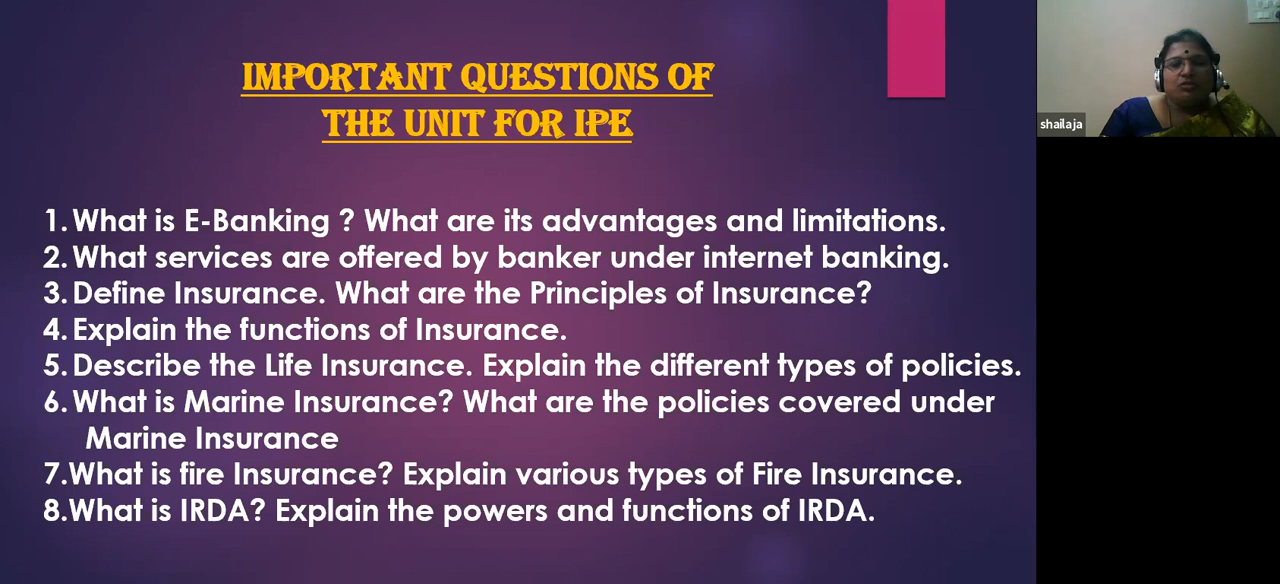 IMPORTANT QUESTIONS OF
THE UNIT FOR IPE
1. What is E-Banking ? What are its advantages and limitations.
2. What services are offered by banker under internet banking.
3. Define Insurance. What are the Principles of Insurance?
4. Explain the functions of Insurance.
5. Describe the Life Insurance. Explain the different types of policies.
6. What is Marine Insurance? What are the policies covered under
Marine Insurance
7.What is fire Insurance? Explain various types of Fire Insurance.
8.What is IRDA? Explain the powers and functions of IRDA.
shailaja